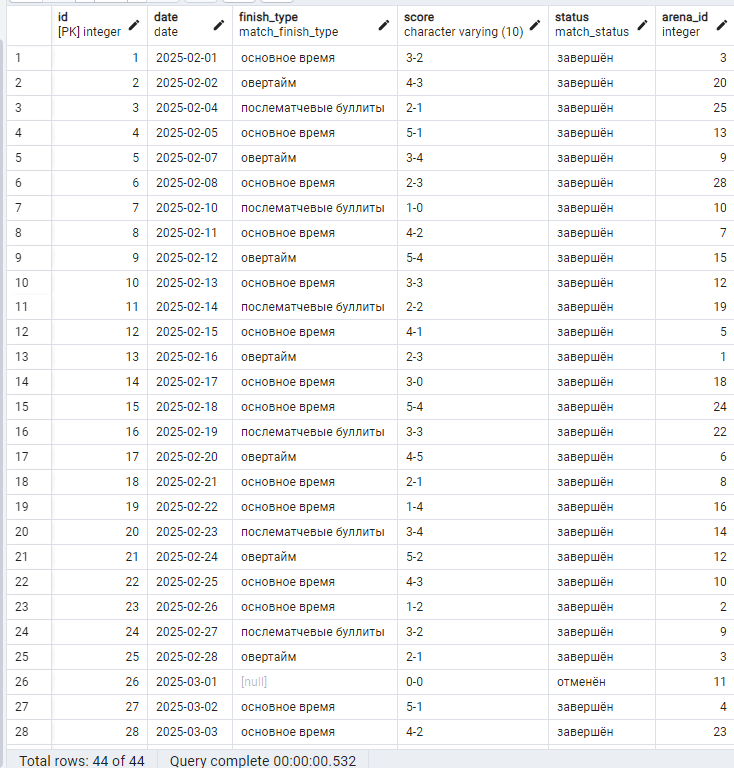 id date finish_type score status arena_id
[PK] integer date match_finish_type character varying (10) match_status integer
1 1 2025-02-01 основное время 3-2 завершён 3
2 2 2025-02-02 овертайм 4-3 завершён 20
3 3 2025-02-04 послематчевые буллиты 2-1 завершён 25
4 4 2025-02-05 основное время 5-1 завершён 13
5 5 2025-02-07 овертайм 3-4 завершён 9
6 6 2025-02-08 основное время 2-3 завершён 28
7 7 2025-02-10 послематчевые буллиты 1-0 завершён 10
8 8 2025-02-11 основное время 4-2 завершён 7
9 9 2025-02-12 овертайм 5-4 завершён 15
10 10 2025-02-13 основное время 3-3 завершён 12
11 11 2025-02-14 послематчевые буллиты 2-2 завершён 19
12 12 2025-02-15 основное время 4-1 завершён 5
13 13 2025-02-16 овертайм 2-3 завершён 1
14 14 2025-02-17 основное время 3-0 завершён 18
15 15 2025-02-18 основное время 5-4 завершён 24
16 16 2025-02-19 послематчевые буллиты 3-3 завершён 22
17 17 2025-02-20 овертайм 4-5 завершён 6
18 18 2025-02-21 основное время 2-1 завершён 8
19 19 2025-02-22 основное время 1-4 завершён 16
20 20 2025-02-23 послематчевые буллиты 3-4 завершён 14
21 21 2025-02-24 овертайм 5-2 завершён 12
22 22 2025-02-25 основное время 4-3 завершён 10
23 23 2025-02-26 основное время 1-2 завершён 2
24 24 2025-02-27 послематчевые буллиты 3-2 завершён 9
25 25 2025-02-28 овертайм 2-1 завершён 3
26 26 2025-03-01 [null] 0-0 отменён 11
27 27 2025-03-02 основное время 5-1 завершён 4
28 28 2025-03-03 основное время 4-2 завершён 23
Total rows: 44 of 44 Query complete 00:00:00.532